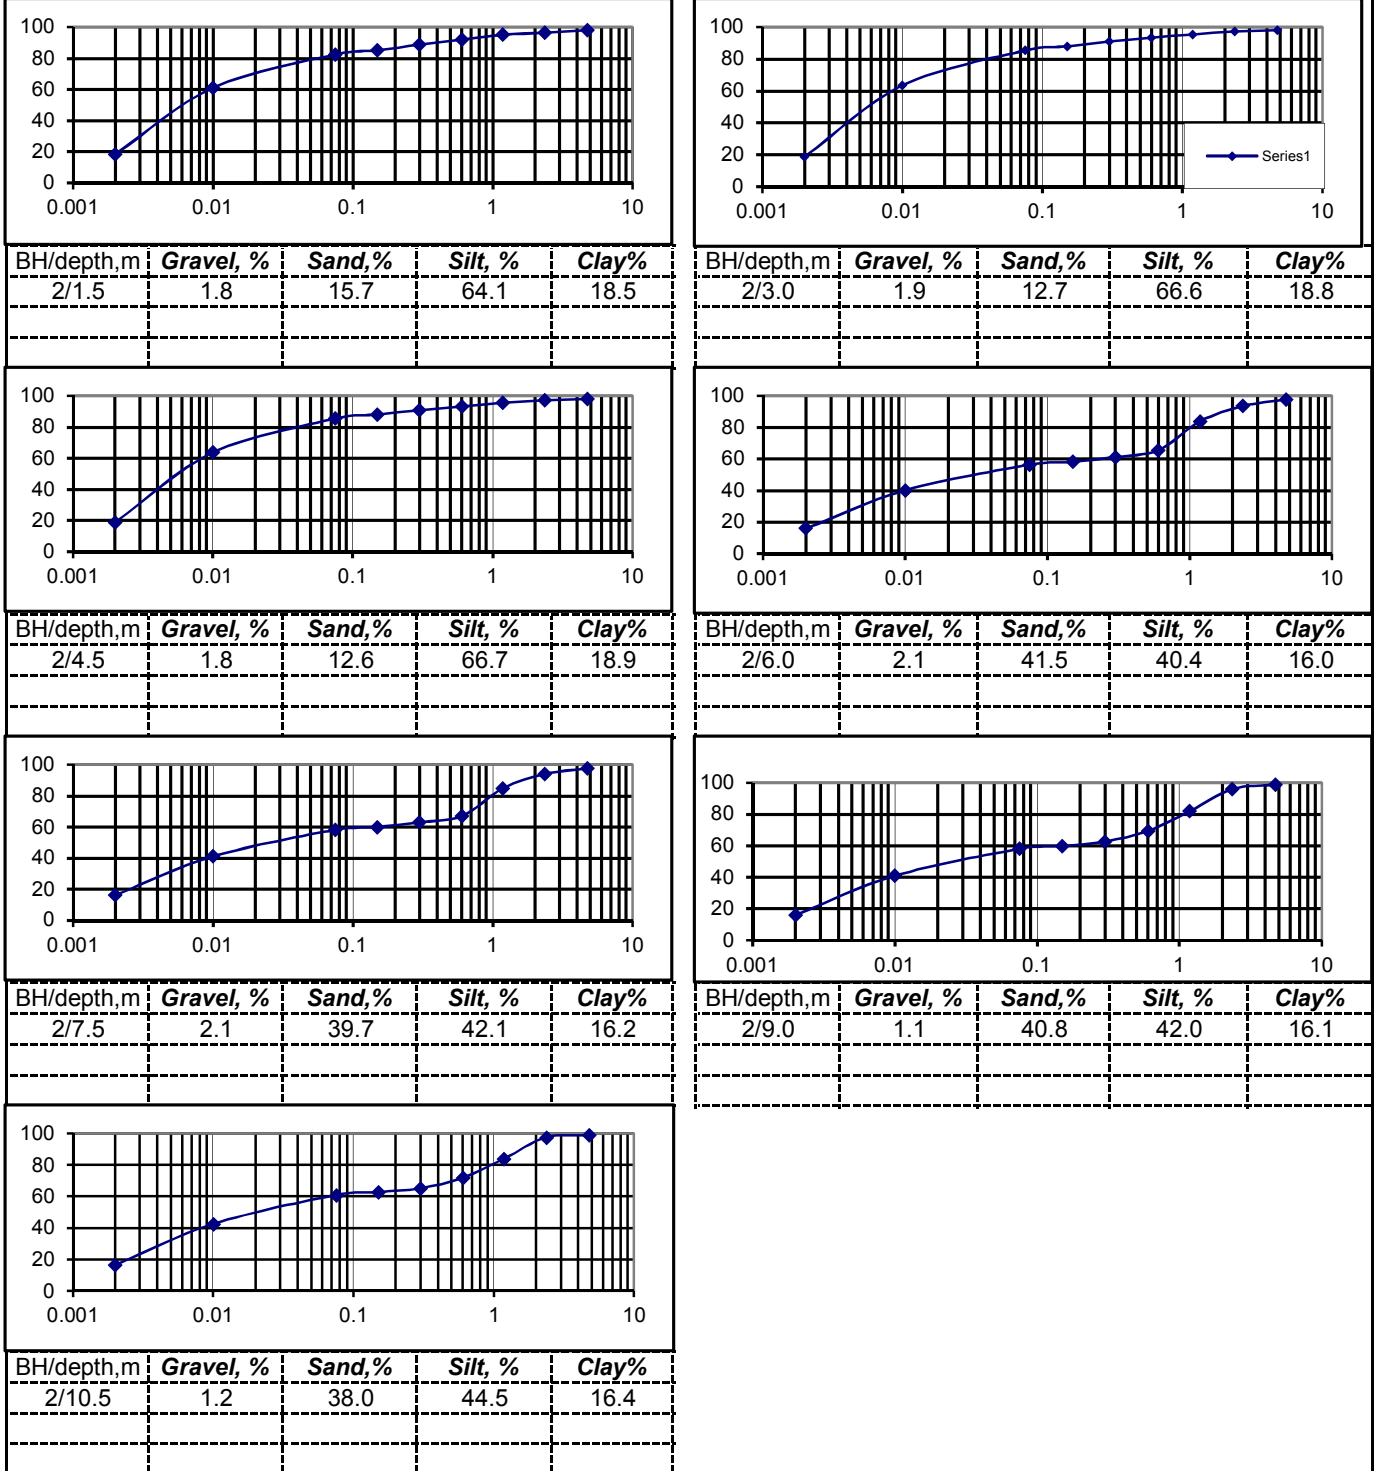 100
80
60
40
20
0
0.001 0.01 0.1 1 10
BH/depth,m Gravel, % Sand,% Silt, % Clay%
2/1.5 1.8 15.7 64.1 18.5
100
80
60
40
20
0
0.001 0.01 0.1 1 10
Series1
BH/depth,m Gravel, % Sand,% Silt, % Clay%
2/3.0 1.9 12.7 66.6 18.8
100
80
60
40
20
0
0.001 0.01 0.1 1 10
BH/depth,m Gravel, % Sand,% Silt, % Clay%
2/4.5 1.8 12.6 66.7 18.9
100
80
60
40
20
0
0.001 0.01 0.1 1 10
BH/depth,m Gravel, % Sand,% Silt, % Clay%
2/6.0 2.1 41.5 40.4 16.0
100
80
60
40
20
0
0.001 0.01 0.1 1 10
BH/depth,m Gravel, % Sand,% Silt, % Clay%
2/7.5 2.1 39.7 42.1 16.2
100
80
60
40
20
0
0.001 0.01 0.1 1 10
BH/depth,m Gravel, % Sand,% Silt, % Clay%
2/9.0 1.1 40.8 42.0 16.1
100
80
60
40
20
0
0.001 0.01 0.1 1 10
BH/depth,m Gravel, % Sand,% Silt, % Clay%
2/10.5 1.2 38.0 44.5 16.4